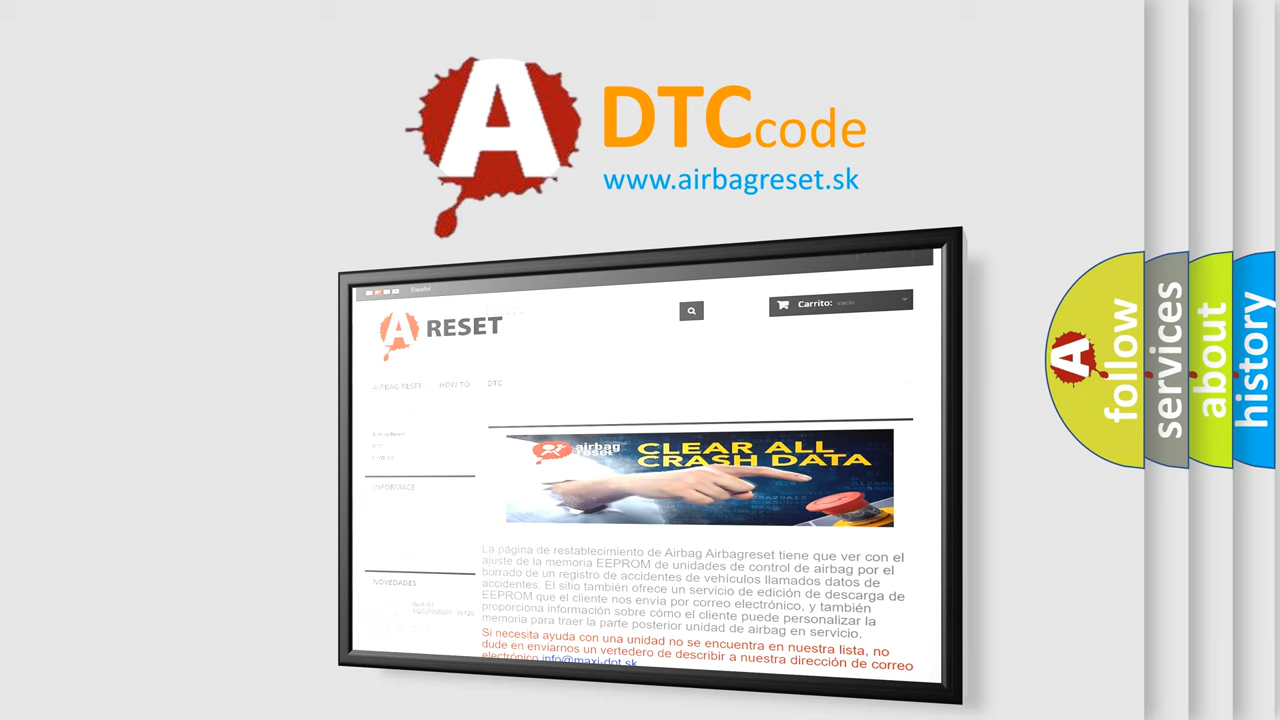 A
DTCcode
www.airbagreset.sk
Español
A RESET
Carrito: vacío
AIRBAG RESET HOW TO DTC
HOW TO
INFORMACE
airbag
reset
CLEAR ALL
CRASH DATA
La página de restablecimiento de Airbag Airbagreset tiene que ver con el
ajuste de la memoria EEPROM de unidades de control de airbag por el
borrado de un registro de accidentes de vehículos llamados datos de
accidentes. El sitio también ofrece un servicio de edición de descarga de
EEPROM que el cliente nos envía por correo electrónico, y también
proporciona información sobre cómo el cliente puede personalizar la
memoria para traer la parte posterior unidad de airbag en servicio.
Si necesita ayuda con una unidad no se encuentra en nuestra lista, no
dude en enviarnos un vertedero de describir a nuestra dirección de correo
electrónico info@maxi-dot.sk
NOVEDADES
A
follow
services
about
history